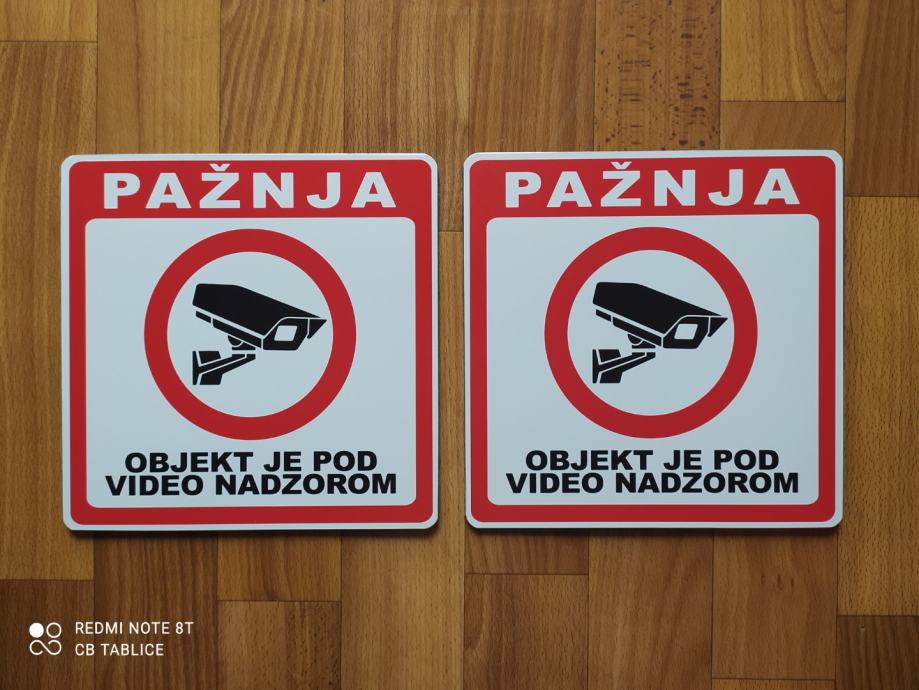 PAŽNJA
OBJEKT JE POD
VIDEO NADZOROM
PAŽNJA
OBJEKT JE POD
VIDEO NADZOROM
REDMI NOTE 8T
CB TABLICE